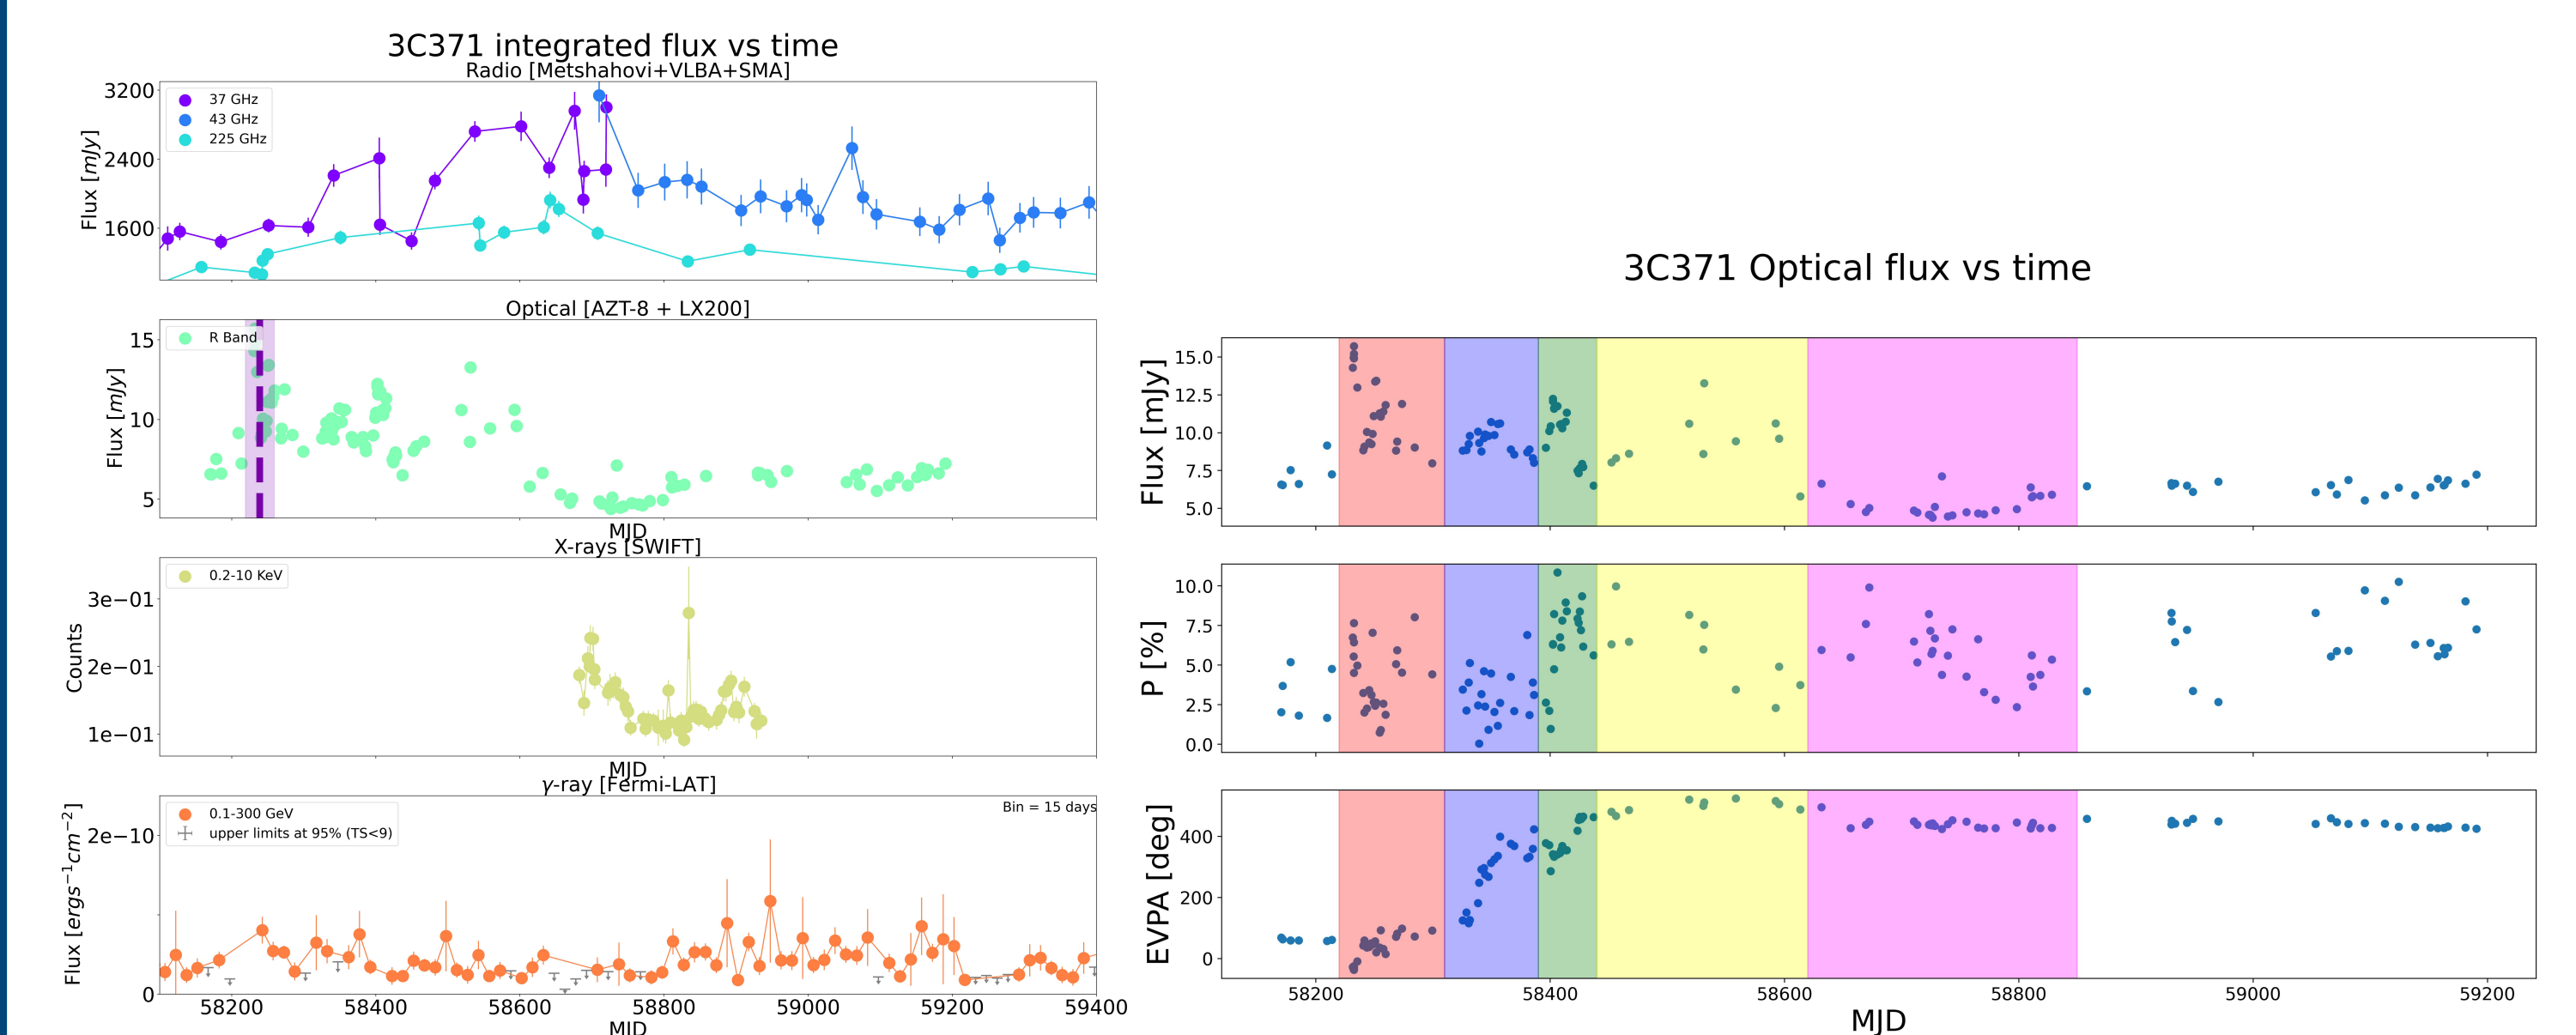 3C371 integrated flux vs time
Radio [Metshahovi+VLBA+SMA]
Flux [mJy]
3200
2400
1600
37 GHz
43 GHz
225 GHz
Optical [AZT-8 + LX200]
Flux [mJy]
15
10
5
R Band
MJD
X-rays [SWIFT]
Counts
3e−01
2e−01
1e−01
0.2-10 KeV
MJD
γ-ray [Fermi-LAT]
Flux [ergs⁻¹cm⁻²]
2e−10
0
0.1-300 GeV
upper limits at 95% (TS<9)
Bin = 15 days
58200 58400 58600 58800 59000 59200 59400
MJD
3C371 Optical flux vs time
Flux [mJy]
15.0
12.5
10.0
7.5
5.0
P [%]
10.0
7.5
5.0
2.5
0.0
EVPA [deg]
400
200
0
58200 58400 58600 58800 59000 59200
MJD